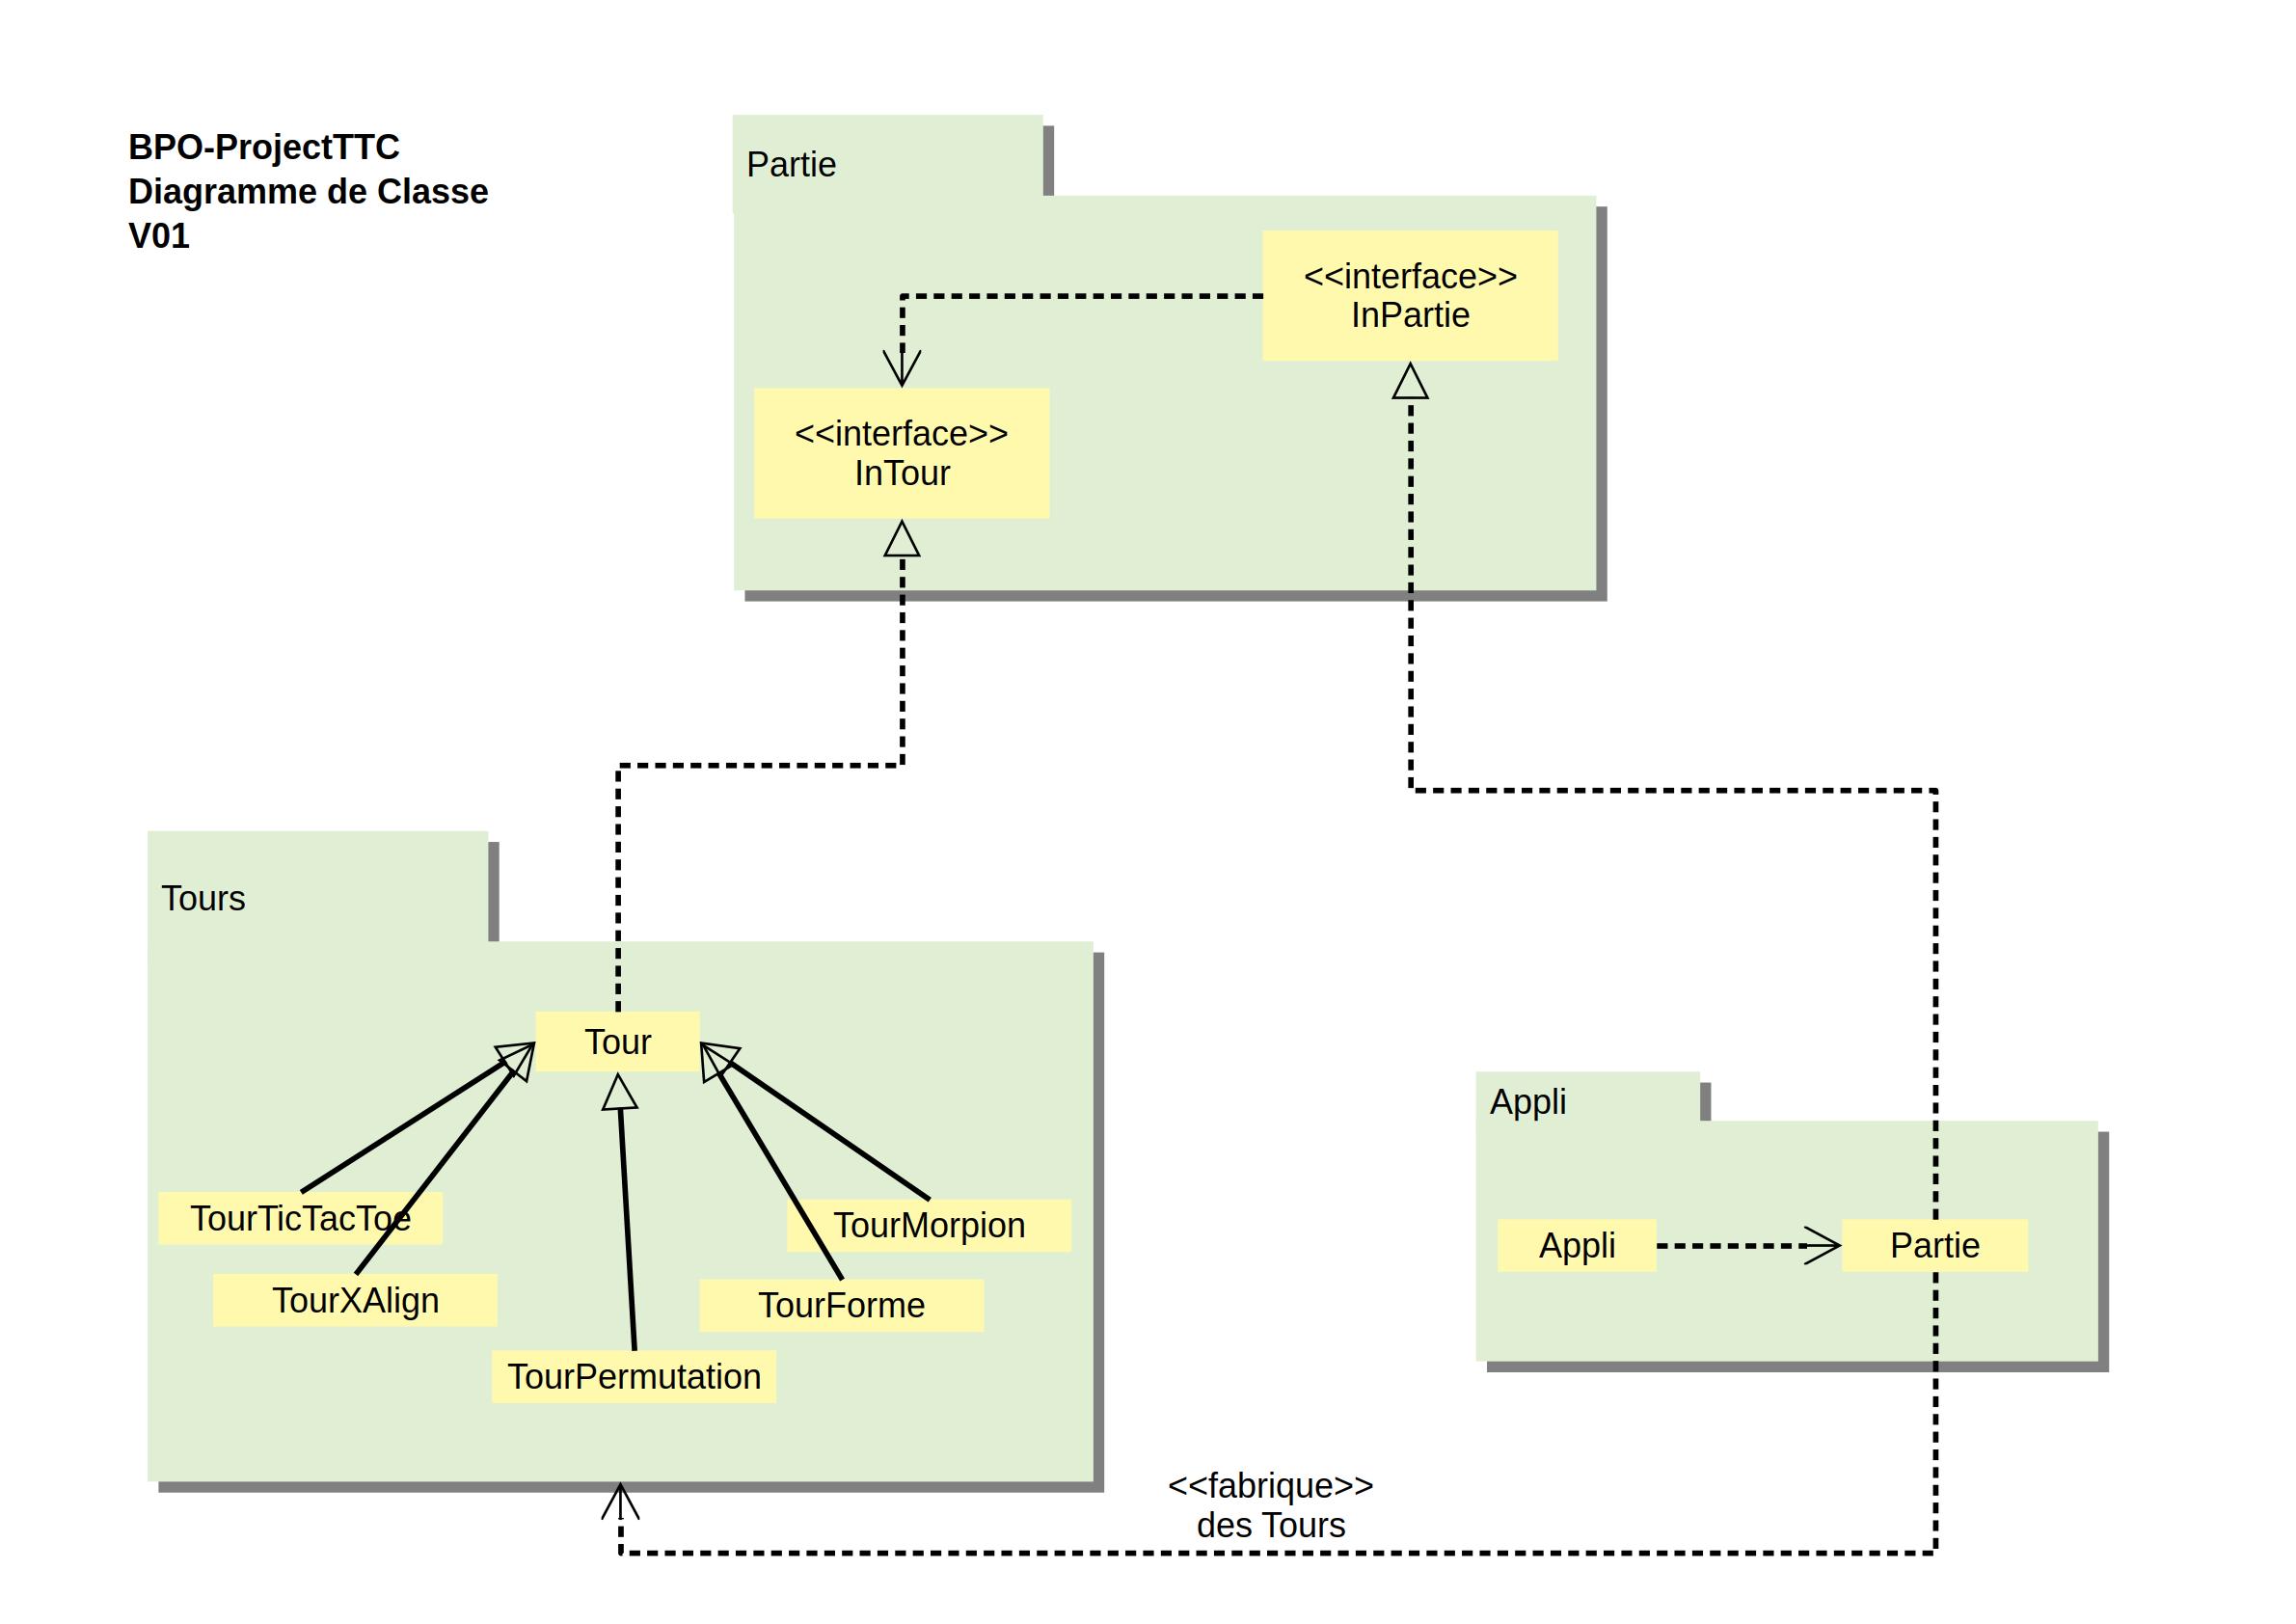 BPO-ProjectTTC
Diagramme de Classe
V01
Partie
<<interface>>
InPartie
<<interface>>
InTour
Tours
Tour
TourTicTacToe
TourMorpion
TourXAlign
TourForme
TourPermutation
Appli
Appli
Partie
<<fabrique>>
des Tours